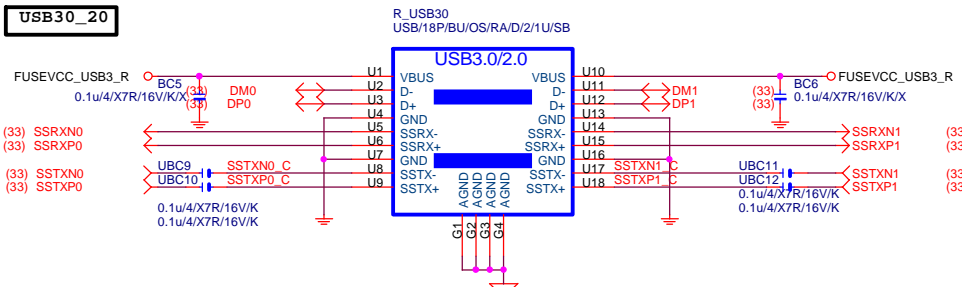 USB30_20
R_USB30
USB/18P/BU/OS/RA/D/2/1U/SB
USB3.0/2.0
FUSEVCC_USB3_R
BC5
0.1u/4/X7R/16V/K/X
(33) DM0
(33) DP0
(33) SSRXN0
(33) SSRXP0
(33) SSTXN0
(33) SSTXP0
UBC9
UBC10
SSTXN0_C
SSTXP0_C
0.1u/4/X7R/16V/K
0.1u/4/X7R/16V/K
U1 VBUS
U2 D-
U3 D+
U4 GND
U5 SSRX-
U6 SSRX+
U7 GND
U8 SSTX-
U9 SSTX+
VBUS U10
D- U11
D+ U12
GND U13
SSRX- U14
SSRX+ U15
GND U16
SSTX- U17
SSTX+ U18
AGND AGND AGND AGND
G1 G2 G3 G4
FUSEVCC_USB3_R
BC6
0.1u/4/X7R/16V/K/X
DM1 (33)
DP1 (33)
SSRXN1 (33
SSRXP1 (33
SSTXN1_C
SSTXP1_C
UBC11
UBC12
SSTXN1 (33
SSTXP1 (33
0.1u/4/X7R/16V/K
0.1u/4/X7R/16V/K